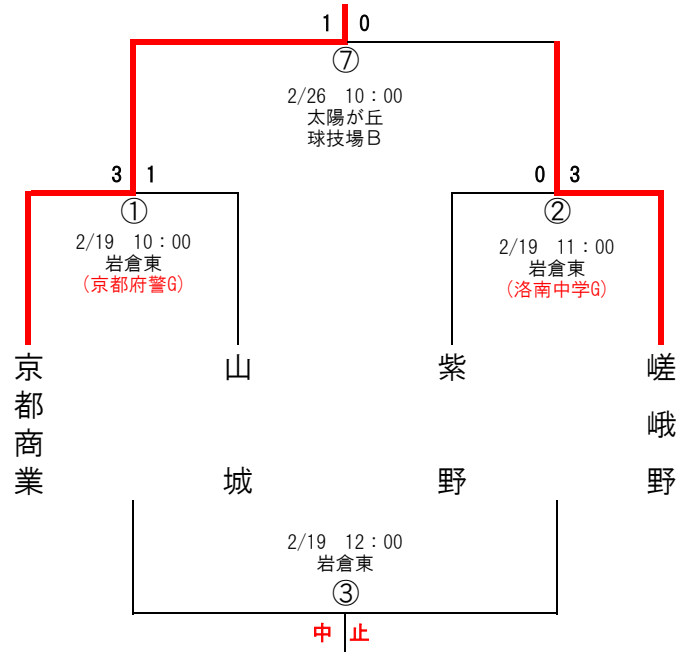 1 0
⑦
2/26 10：00
太陽が丘
球技場Ｂ
3 1
0 3
①
②
2/19 10：00
岩倉東
(京都府警G)
2/19 11：00
岩倉東
(洛南中学G)
京都商業
山城
紫野
嵯峨野
2/19 12：00
岩倉東
③
中止